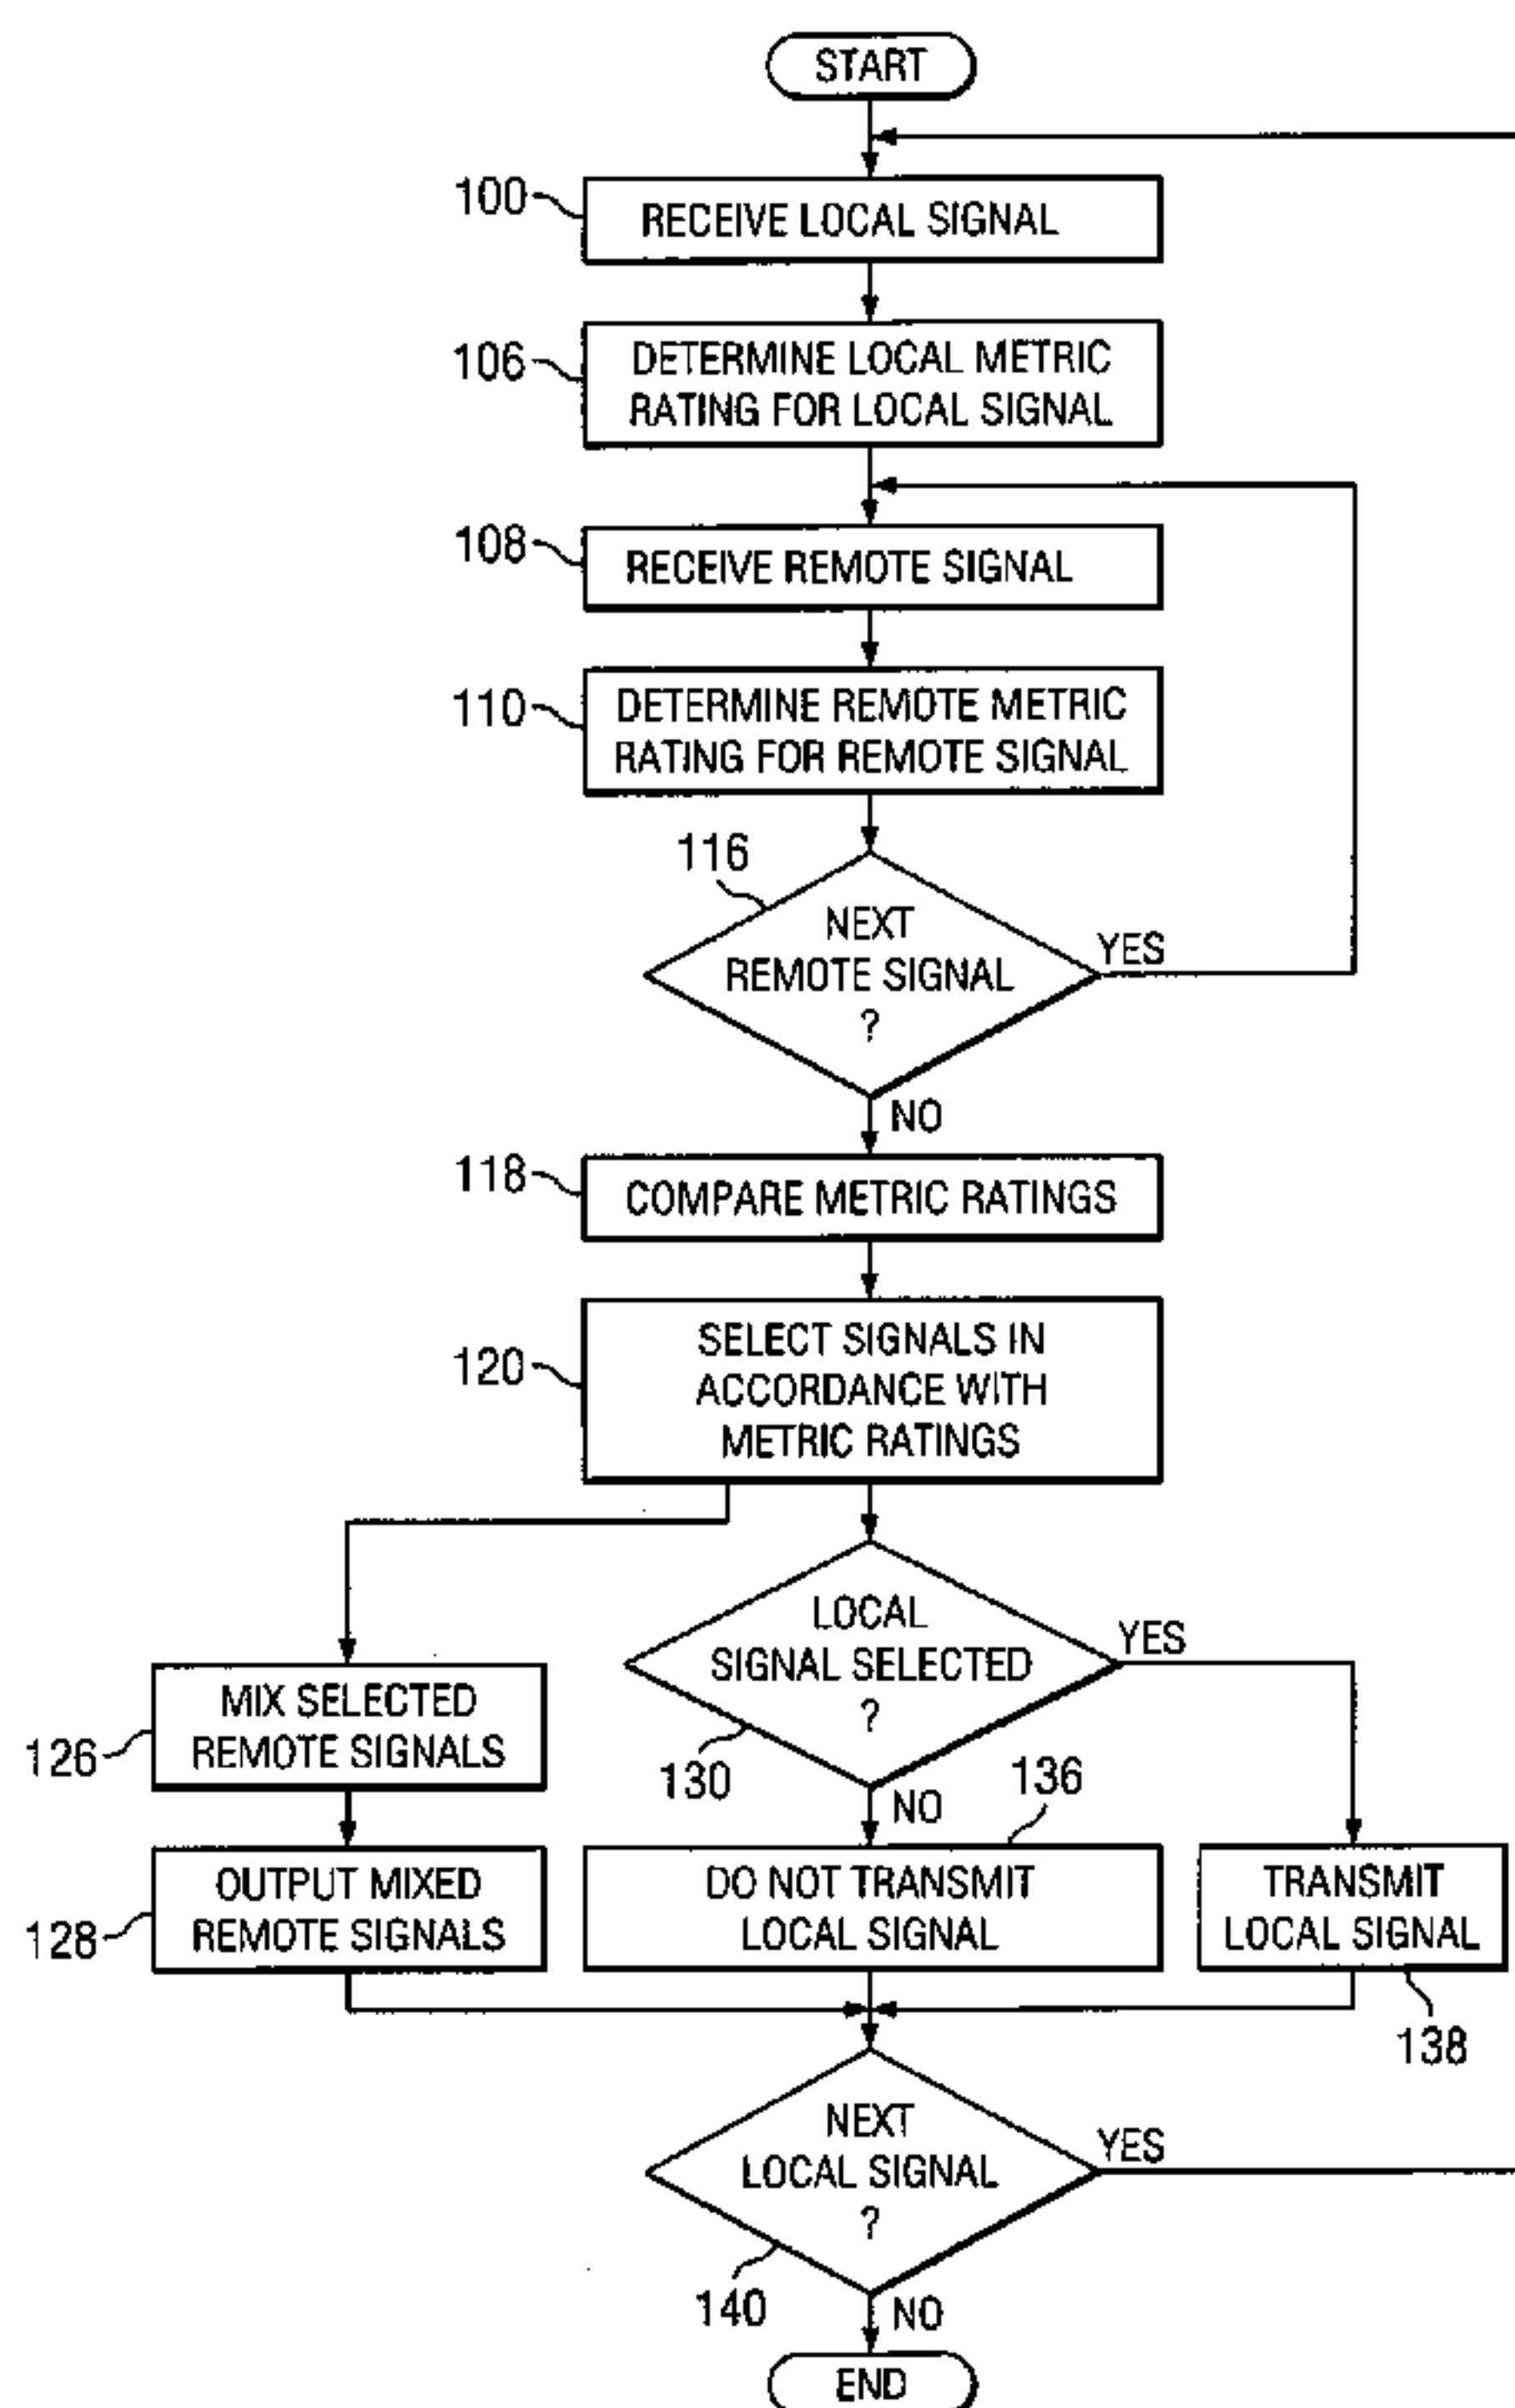 START
100
RECEIVE LOCAL SIGNAL
106
DETERMINE LOCAL METRIC
RATING FOR LOCAL SIGNAL
108
RECEIVE REMOTE SIGNAL
110
DETERMINE REMOTE METRIC
RATING FOR REMOTE SIGNAL
116
NEXT
REMOTE SIGNAL
?
YES
NO
118
COMPARE METRIC RATINGS
120
SELECT SIGNALS IN
ACCORDANCE WITH
METRIC RATINGS
126
MIX SELECTED
REMOTE SIGNALS
128
OUTPUT MIXED
REMOTE SIGNALS
LOCAL
SIGNAL SELECTED
?
130
YES
NO
136
DO NOT TRANSMIT
LOCAL SIGNAL
TRANSMIT
LOCAL SIGNAL
138
NEXT
LOCAL SIGNAL
?
YES
140
NO
END